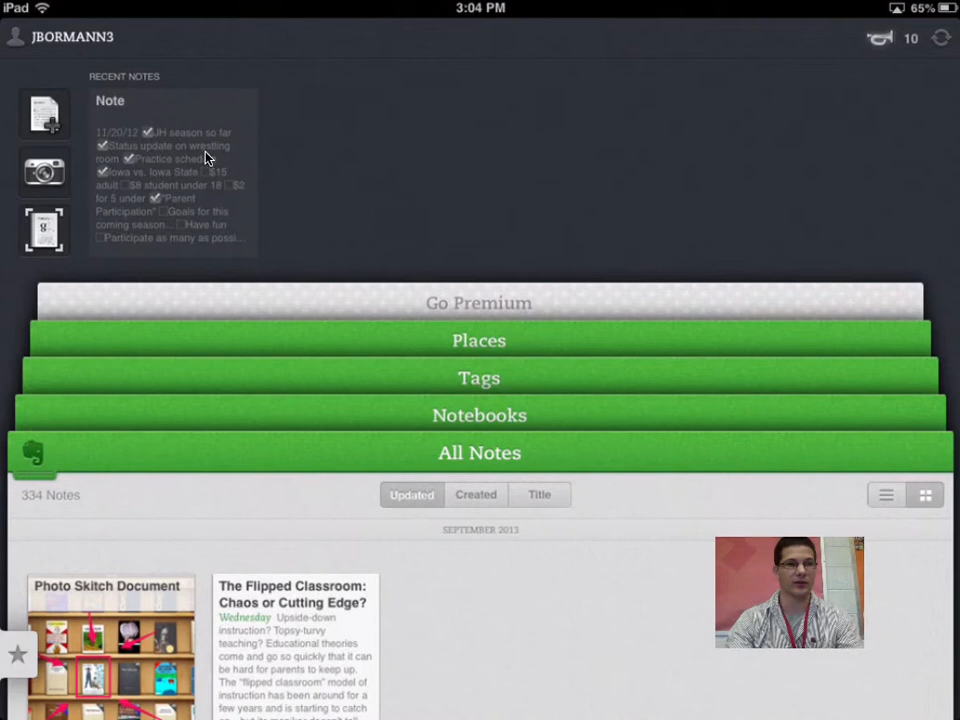 iPad 3:04 PM 65%
JBORMANN3 10
RECENT NOTES
Note
11/20/12 JH season so far
Status update on wrestling
room Practice sched
Iowa vs. Iowa State $15
adult $8 student under 18 $2
for 5 under "Parent
Participation" Goals for this
coming season... Have fun
Participate as many as possi...
8
Go Premium
Places
Tags
Notebooks
All Notes
334 Notes Updated Created Title
SEPTEMBER 2013
Photo Skitch Document
The Flipped Classroom:
Chaos or Cutting Edge?
Wednesday Upside-down
instruction? Topsy-turvy
teaching? Educational theories
come and go so quickly that it can
be hard for parents to keep up.
The "flipped classroom" model of
instruction has been around for a
few years and is starting to catch